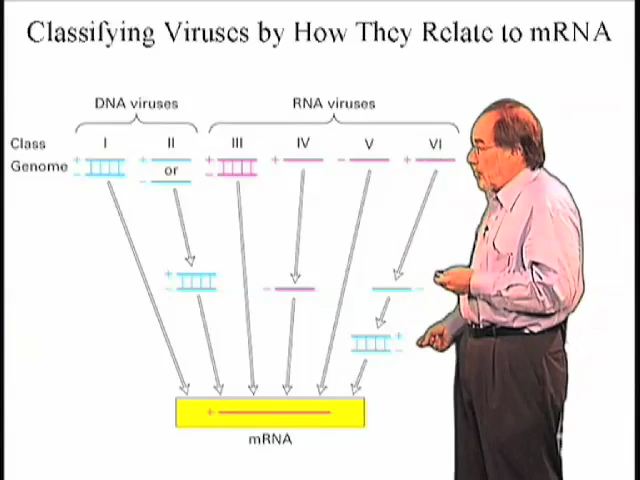 Classifying Viruses by How They Relate to mRNA
DNA viruses RNA viruses
Class I II III IV V VI
Genome + + + + - +
- or -
-
+
- - -
+
-
+
mRNA